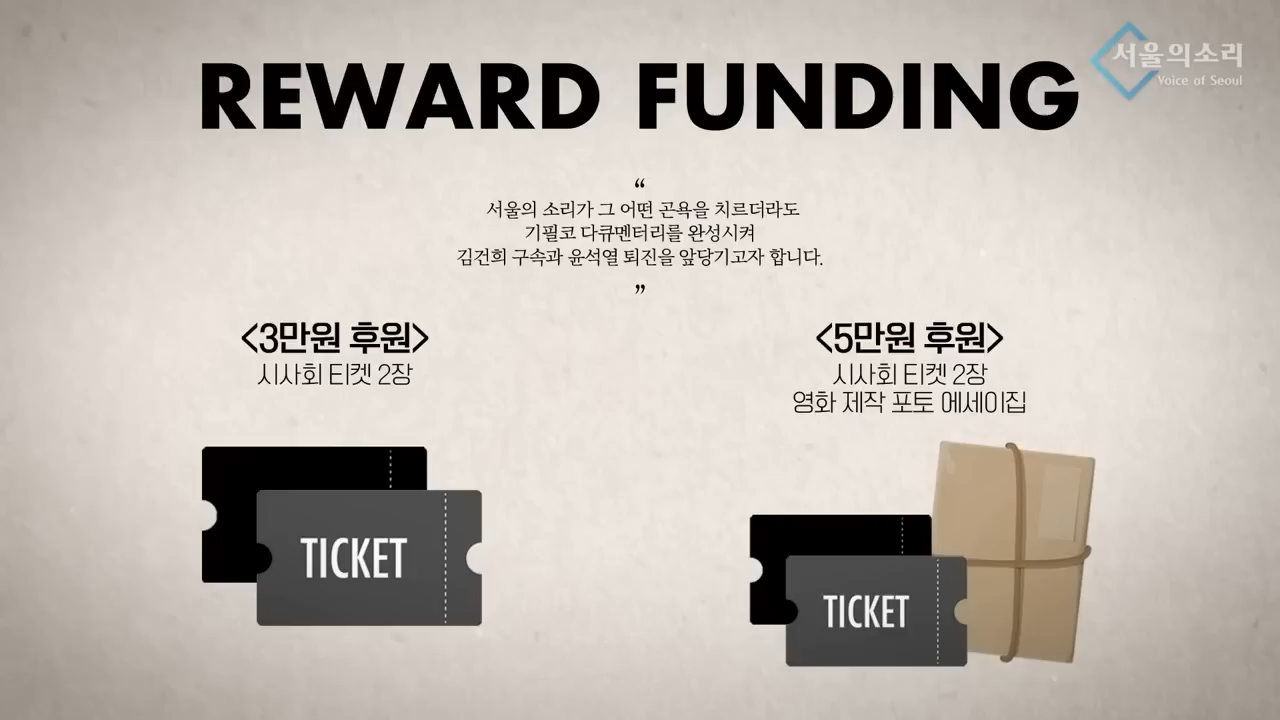 REWARD FUNDING
서울의소리
Voice of Seoul
“
서울의 소리가 그 어떤 곤욕을 치르더라도
기필코 다큐멘터리를 완성시켜
김건희 구속과 윤석열 퇴진을 앞당기고자 합니다.
”
<3만원 후원>
시사회 티켓 2장
<5만원 후원>
시사회 티켓 2장
영화 제작 포토 에세이집
TICKET
TICKET